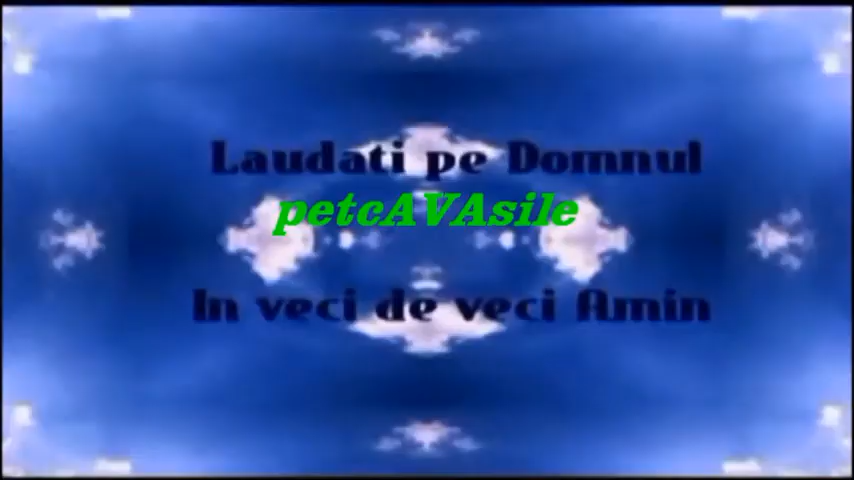 Laudati pe Domnul
petcAVAsile
In veci de veci Amin